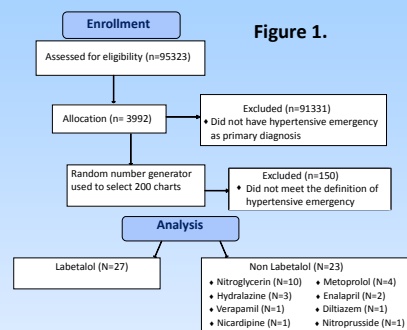 Enrollment
Figure 1.
Assessed for eligibility (n=95323)
Excluded (n=91331)
♦ Did not have hypertensive emergency
as primary diagnosis
Allocation (n= 3992)
Random number generator
used to select 200 charts
Excluded (n=150)
♦ Did not meet the definition of
hypertensive emergency
Analysis
Labetalol (N=27)
Non Labetalol (N=23)
♦ Nitroglycerin (N=10)
♦ Hydralazine (N=3)
♦ Verapamil (N=1)
♦ Nicardipine (N=1)
♦ Metoprolol (N=4)
♦ Enalapril (N=2)
♦ Diltiazem (N=1)
♦ Nitroprusside (N=1)